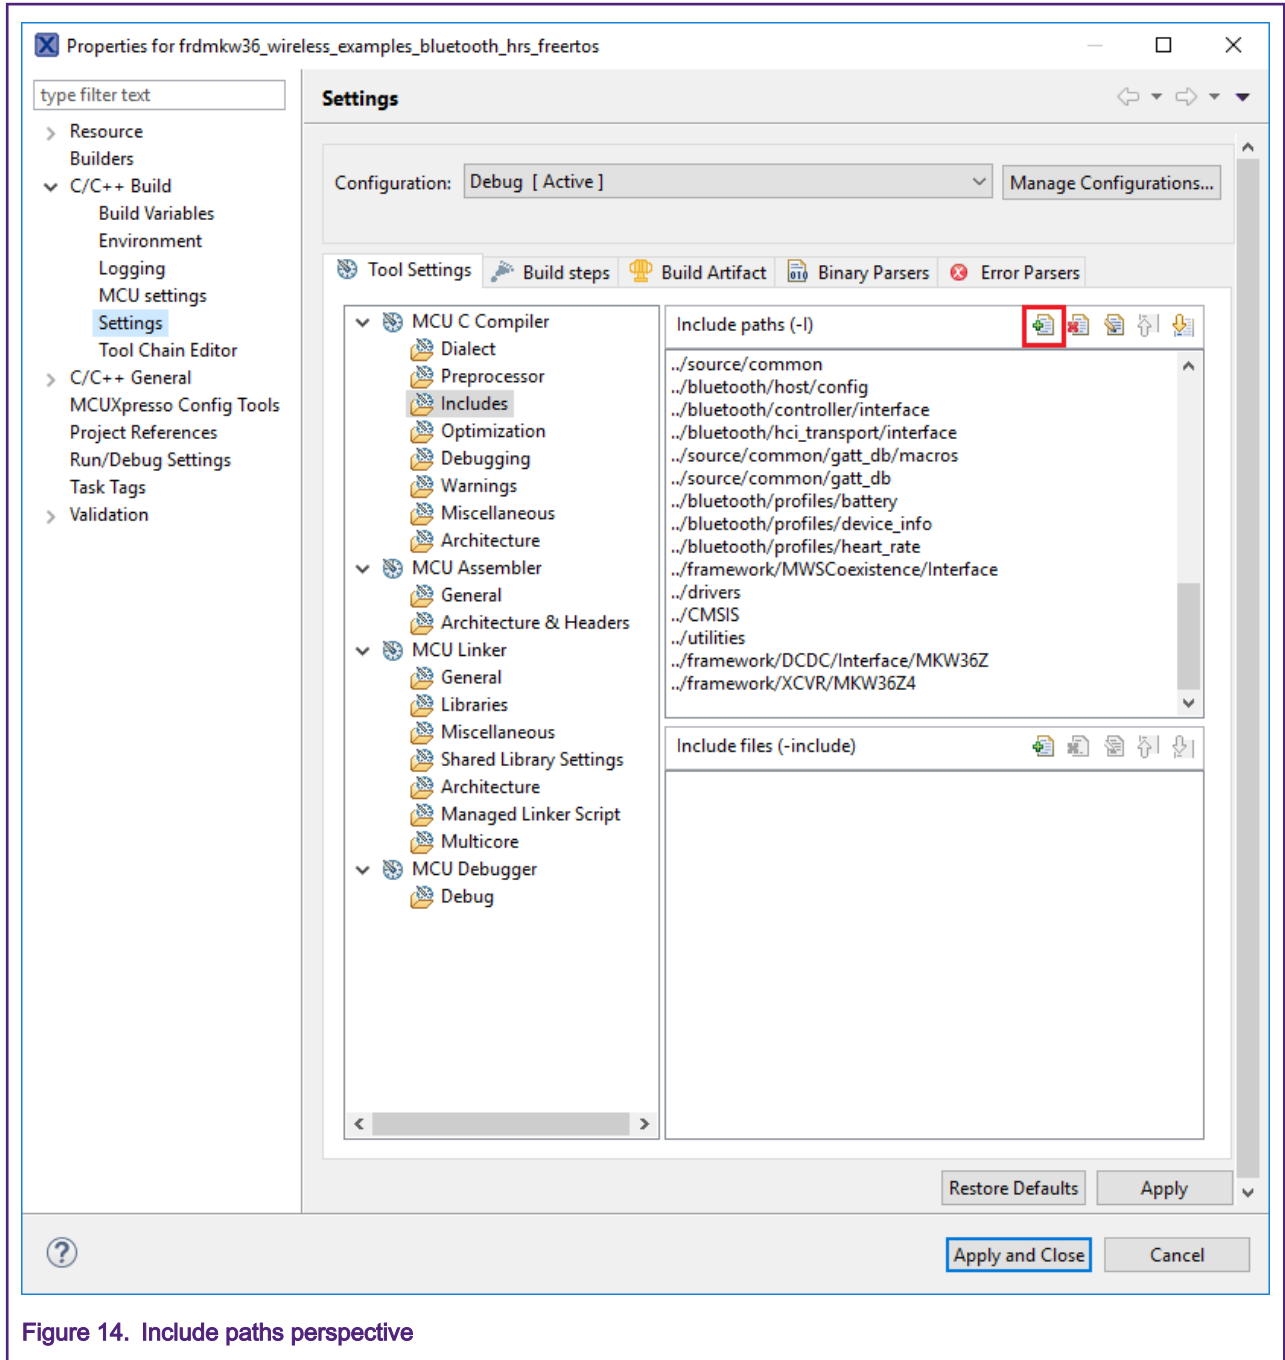 Properties for frdmkw36_wireless_examples_bluetooth_hrs_freertos
type filter text
Resource
Builders
C/C++ Build
Build Variables
Environment
Logging
MCU settings
Settings
Tool Chain Editor
C/C++ General
MCUXpresso Config Tools
Project References
Run/Debug Settings
Task Tags
Validation
Settings
Configuration: Debug [ Active ] Manage Configurations...
Tool Settings Build steps Build Artifact Binary Parsers Error Parsers
MCU C Compiler
Dialect
Preprocessor
Includes
Optimization
Debugging
Warnings
Miscellaneous
Architecture
MCU Assembler
General
Architecture & Headers
MCU Linker
General
Libraries
Miscellaneous
Shared Library Settings
Architecture
Managed Linker Script
Multicore
MCU Debugger
Debug
Include paths (-I)
../source/common
../bluetooth/host/config
../bluetooth/controller/interface
../bluetooth/hci_transport/interface
../source/common/gatt_db/macros
../source/common/gatt_db
../bluetooth/profiles/battery
../bluetooth/profiles/device_info
../bluetooth/profiles/heart_rate
../framework/MWSCoexistence/Interface
../drivers
../CMSIS
../utilities
../framework/DCDC/Interface/MKW36Z
../framework/XCVR/MKW36Z4
Include files (-include)
Restore Defaults Apply
Apply and Close Cancel
Figure 14. Include paths perspective